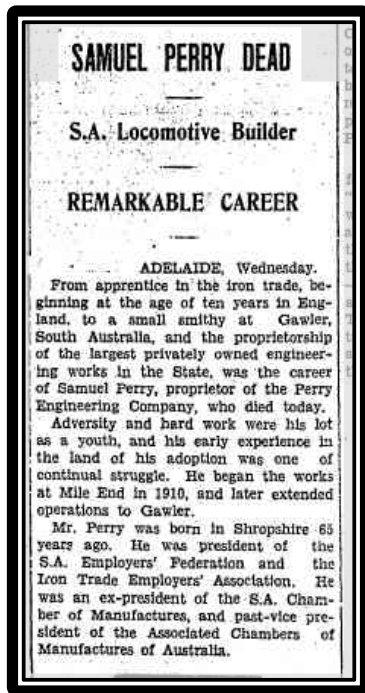 SAMUEL PERRY DEAD
S.A. Locomotive Builder
REMARKABLE CAREER
ADELAIDE, Wednesday.
From apprentice in the iron trade, be-
ginning at the age of ten years in Eng-
land, to a small smithy at Gawler,
South Australia, and the proprietorship
of the largest privately owned engineer-
ing works in the State, was the career
of Samuel Perry, proprietor of the Perry
Engineering Company, who died today.
Adversity and hard work were his lot
as a youth, and his early experience in
the land of his adoption was one of
continual struggle. He began the works
at Mile End in 1910, and later extended
operations to Gawler.
Mr. Perry was born in Shropshire 65
years ago. He was president of the
S.A. Employers' Federation and the
Iron Trade Employers' Association. He
was an ex-president of the S.A. Cham-
ber of Manufactures, and past-vice pre-
sident of the Associated Chambers of
Manufactures of Australia.